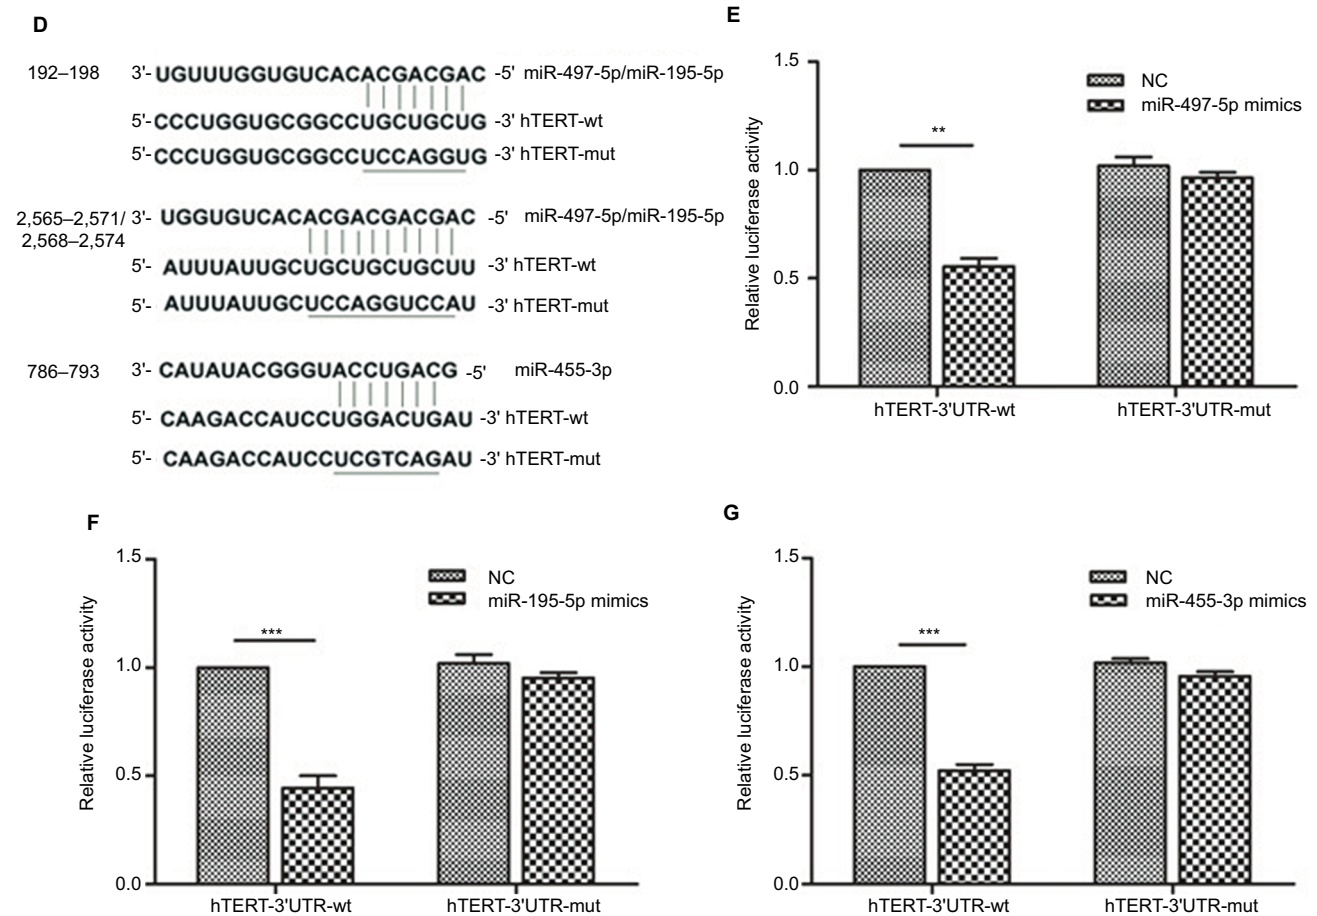 D
192–198 3'- UGUUUGGUGUCACACGACGAC -5' miR-497-5p/miR-195-5p
5'- CCCUGGUGCGGCCUGCUGCUG -3' hTERT-wt
5'- CCCUGGUGCGGCCUCCAGGUG -3' hTERT-mut
2,565–2,571/ 3'- UGGUGUCACACGACGACGAC -5' miR-497-5p/miR-195-5p
2,568–2,574
5'- AUUUAUUGCUGCUGCUGCUU -3' hTERT-wt
5'- AUUUAUUGCUCCAGGUCCAU -3' hTERT-mut
786–793 3'- CAUAUACGGGUACCUGACG -5' miR-455-3p
5'- CAAGACCAUCCUGGACUGAU -3' hTERT-wt
5'- CAAGACCAUCCUCGTCAGAU -3' hTERT-mut
E
Relative luciferase activity
1.5
1.0
0.5
0.0
NC
miR-497-5p mimics
**
hTERT-3'UTR-wt
hTERT-3'UTR-mut
F
Relative luciferase activity
1.5
1.0
0.5
0.0
NC
miR-195-5p mimics
***
hTERT-3'UTR-wt
hTERT-3'UTR-mut
G
Relative luciferase activity
1.5
1.0
0.5
0.0
NC
miR-455-3p mimics
***
hTERT-3'UTR-wt
hTERT-3'UTR-mut